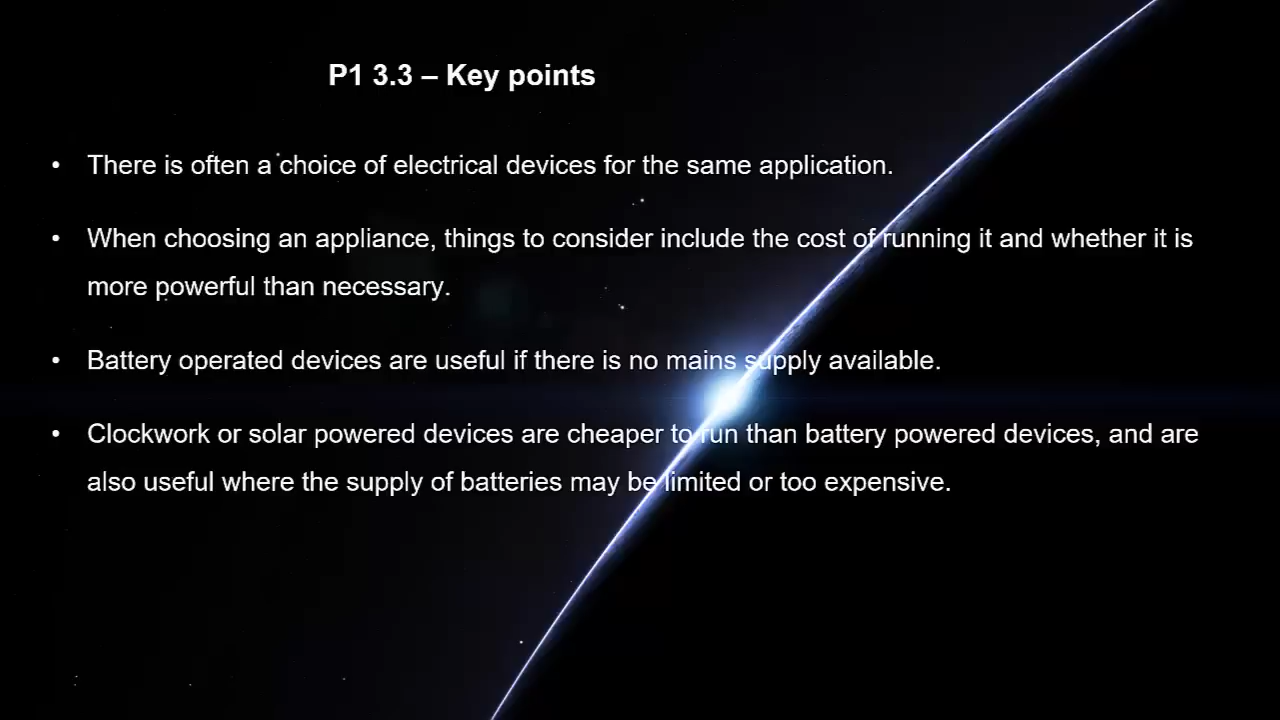 P1 3.3 – Key points
• There is often a choice of electrical devices for the same application.
• When choosing an appliance, things to consider include the cost of running it and whether it is
more powerful than necessary.
• Battery operated devices are useful if there is no mains supply available.
• Clockwork or solar powered devices are cheaper to run than battery powered devices, and are
also useful where the supply of batteries may be limited or too expensive.